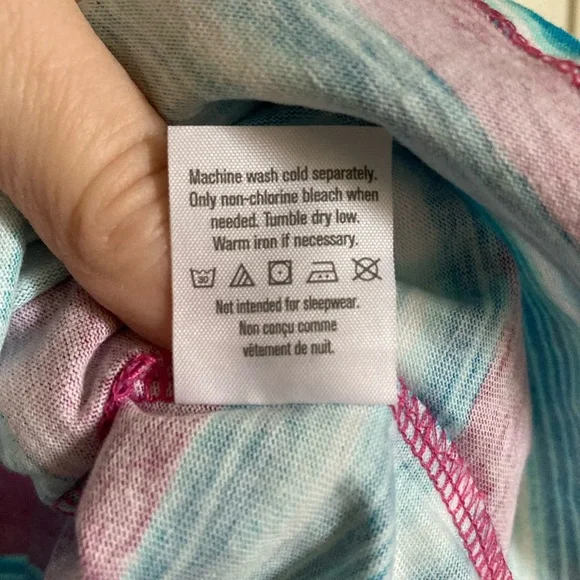 Machine wash cold separately.
Only non-chlorine bleach when
needed. Tumble dry low.
Warm iron if necessary.
30
Not intended for sleepwear.
Non conçu comme
vêtement de nuit.